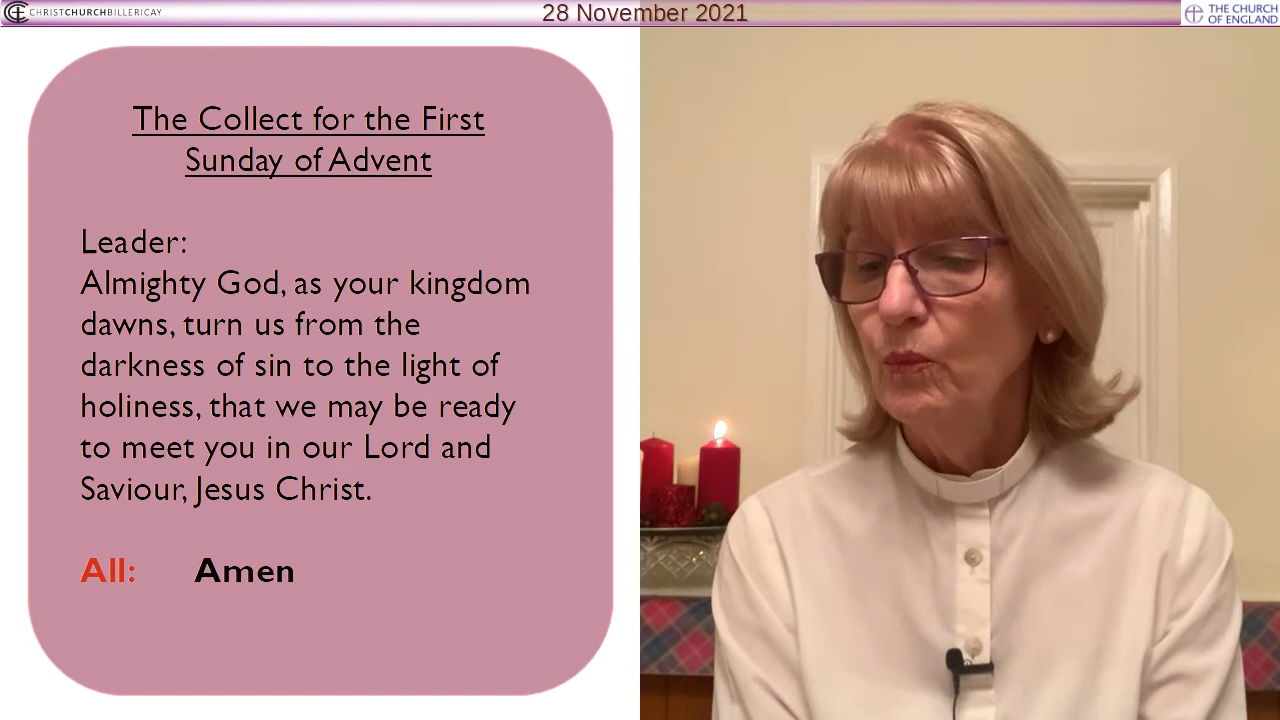 CHRISTCHURCHBILLERICAY
28 November 2021
THE CHURCH
OF ENGLAND
The Collect for the First
Sunday of Advent
Leader:
Almighty God, as your kingdom
dawns, turn us from the
darkness of sin to the light of
holiness, that we may be ready
to meet you in our Lord and
Saviour, Jesus Christ.
All: Amen